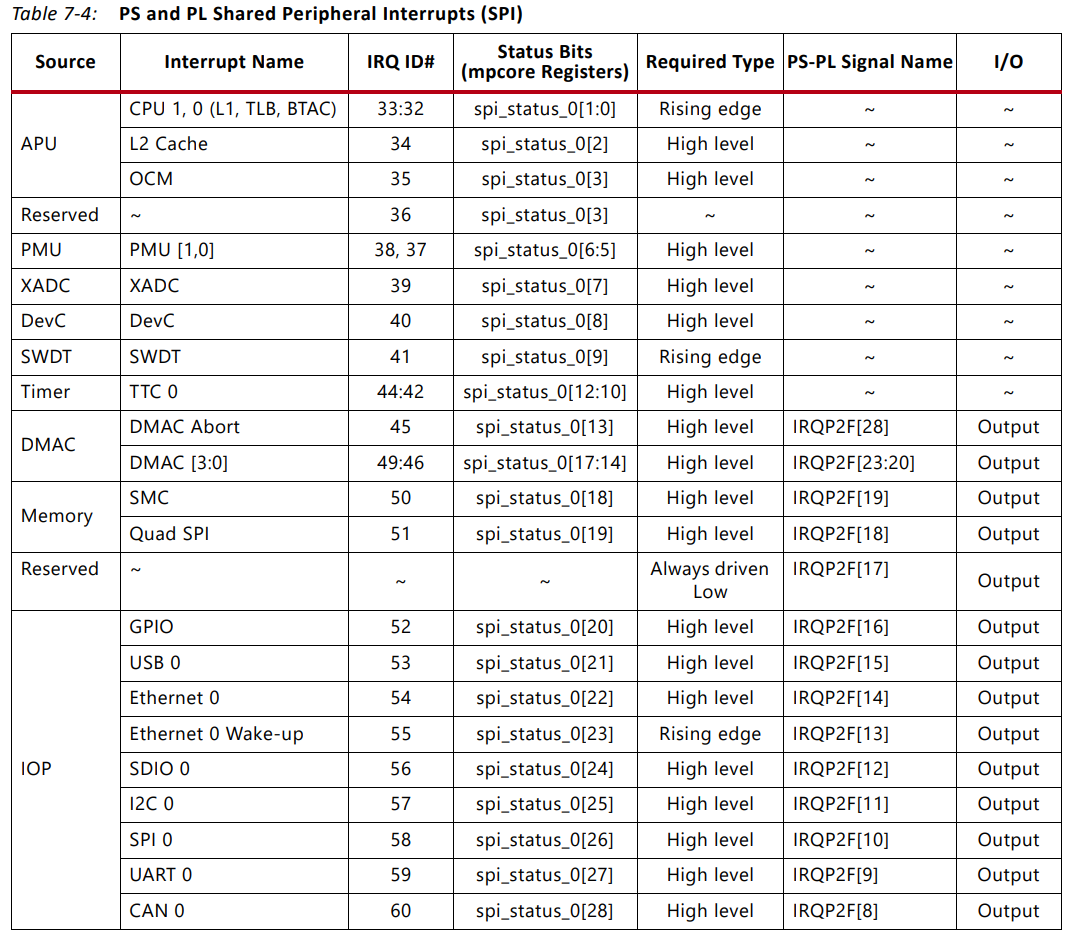 Table 7-4: PS and PL Shared Peripheral Interrupts (SPI)
Source Interrupt Name IRQ ID# Status Bits (mpcore Registers) Required Type PS-PL Signal Name I/O
APU CPU 1, 0 (L1, TLB, BTAC) 33:32 spi_status_0[1:0] Rising edge ~ ~
L2 Cache 34 spi_status_0[2] High level ~ ~
OCM 35 spi_status_0[3] High level ~ ~
Reserved ~ 36 spi_status_0[3] ~ ~ ~
PMU PMU [1,0] 38, 37 spi_status_0[6:5] High level ~ ~
XADC XADC 39 spi_status_0[7] High level ~ ~
DevC DevC 40 spi_status_0[8] High level ~ ~
SWDT SWDT 41 spi_status_0[9] Rising edge ~ ~
Timer TTC 0 44:42 spi_status_0[12:10] High level ~ ~
DMAC DMAC Abort 45 spi_status_0[13] High level IRQP2F[28] Output
DMAC [3:0] 49:46 spi_status_0[17:14] High level IRQP2F[23:20] Output
Memory SMC 50 spi_status_0[18] High level IRQP2F[19] Output
Quad SPI 51 spi_status_0[19] High level IRQP2F[18] Output
Reserved ~ ~ ~ Always driven Low IRQP2F[17] Output
IOP GPIO 52 spi_status_0[20] High level IRQP2F[16] Output
USB 0 53 spi_status_0[21] High level IRQP2F[15] Output
Ethernet 0 54 spi_status_0[22] High level IRQP2F[14] Output
Ethernet 0 Wake-up 55 spi_status_0[23] Rising edge IRQP2F[13] Output
SDIO 0 56 spi_status_0[24] High level IRQP2F[12] Output
I2C 0 57 spi_status_0[25] High level IRQP2F[11] Output
SPI 0 58 spi_status_0[26] High level IRQP2F[10] Output
UART 0 59 spi_status_0[27] High level IRQP2F[9] Output
CAN 0 60 spi_status_0[28] High level IRQP2F[8] Output